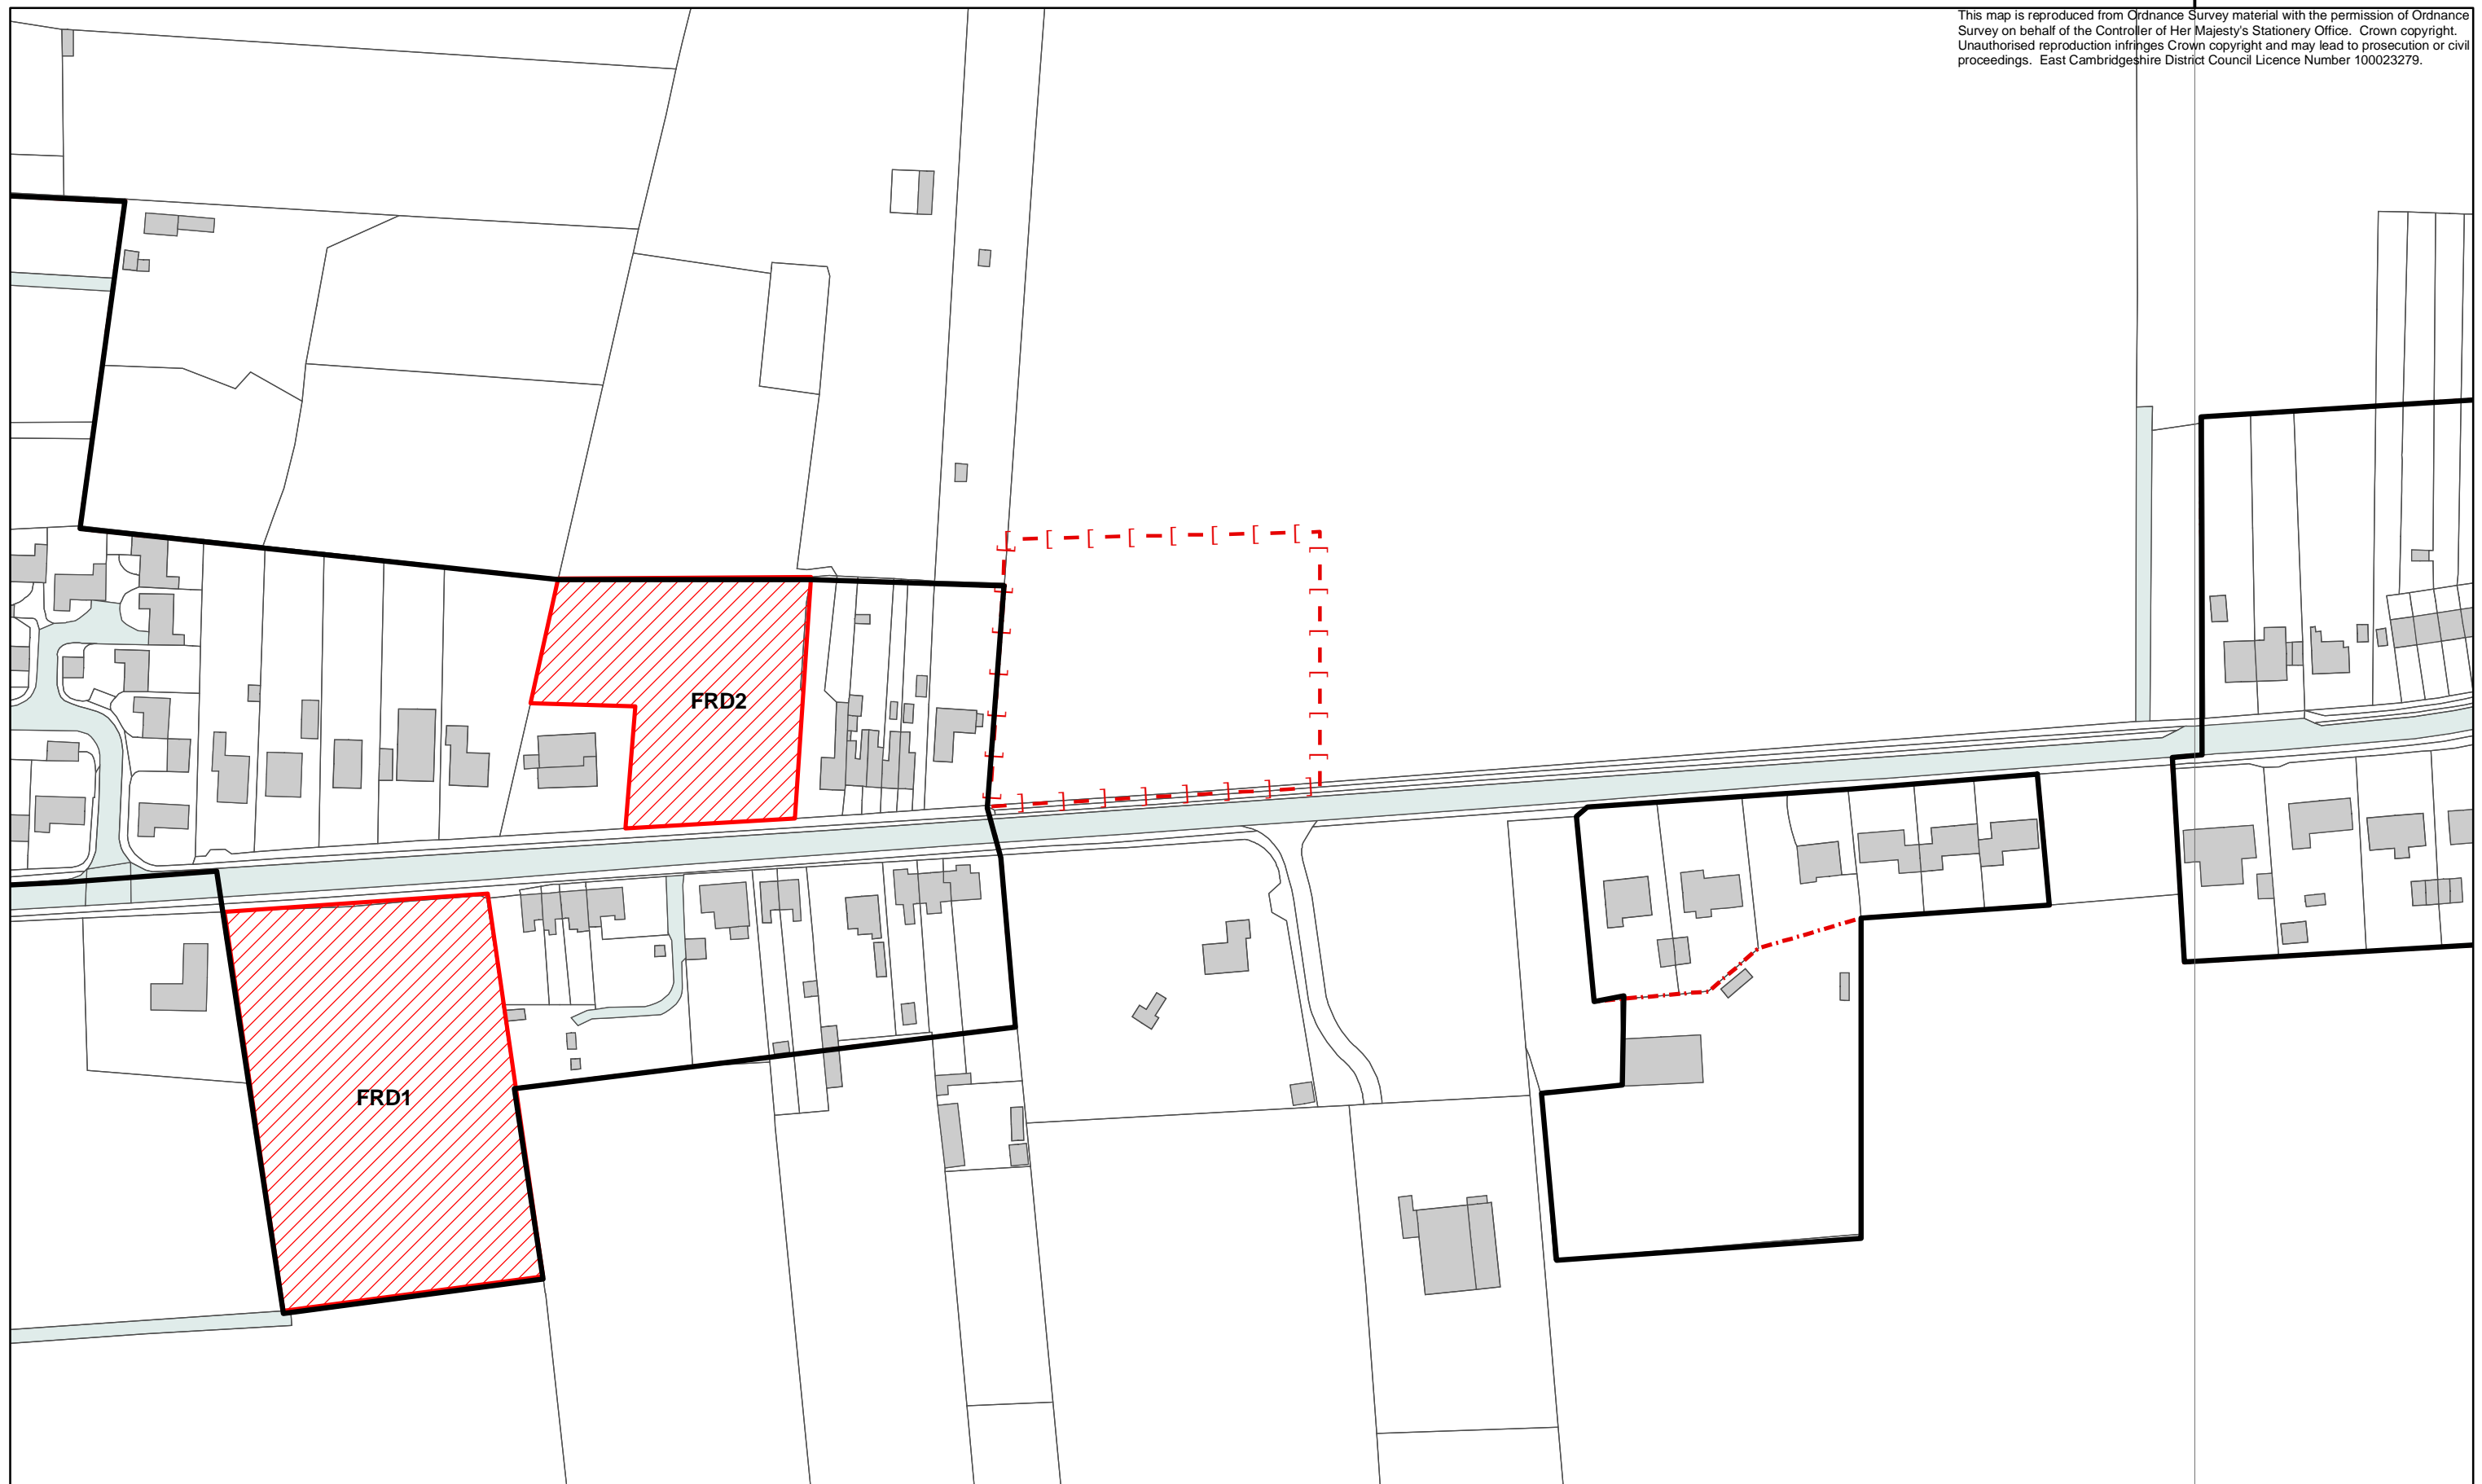 This map is reproduced from Ordnance Survey material with the permission of Ordnance
Survey on behalf of the Controller of Her Majesty's Stationery Office.  Crown copyright.
Unauthorised reproduction infringes Crown copyright and may lead to prosecution or civil
proceedings.  East Cambridgeshire District Council Licence Number 100023279.
FRD2
FRD1